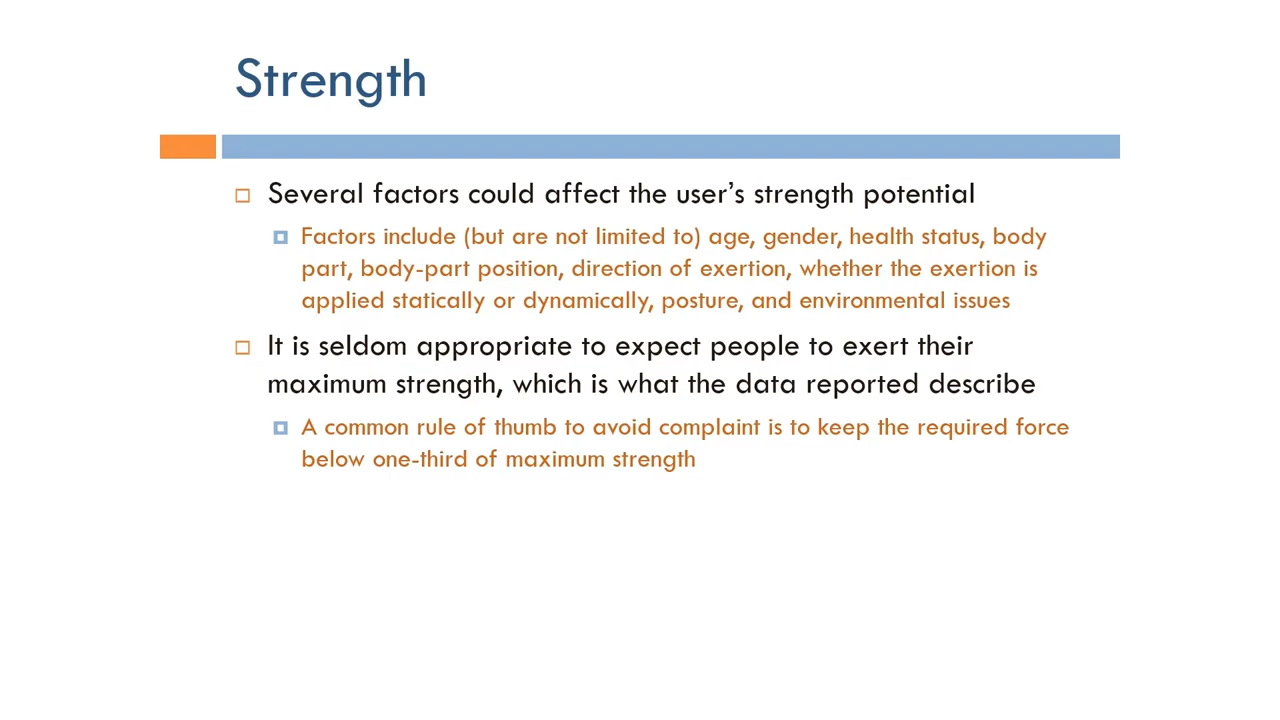 Strength
Several factors could affect the user’s strength potential
Factors include (but are not limited to) age, gender, health status, body
part, body-part position, direction of exertion, whether the exertion is
applied statically or dynamically, posture, and environmental issues
It is seldom appropriate to expect people to exert their
maximum strength, which is what the data reported describe
A common rule of thumb to avoid complaint is to keep the required force
below one-third of maximum strength